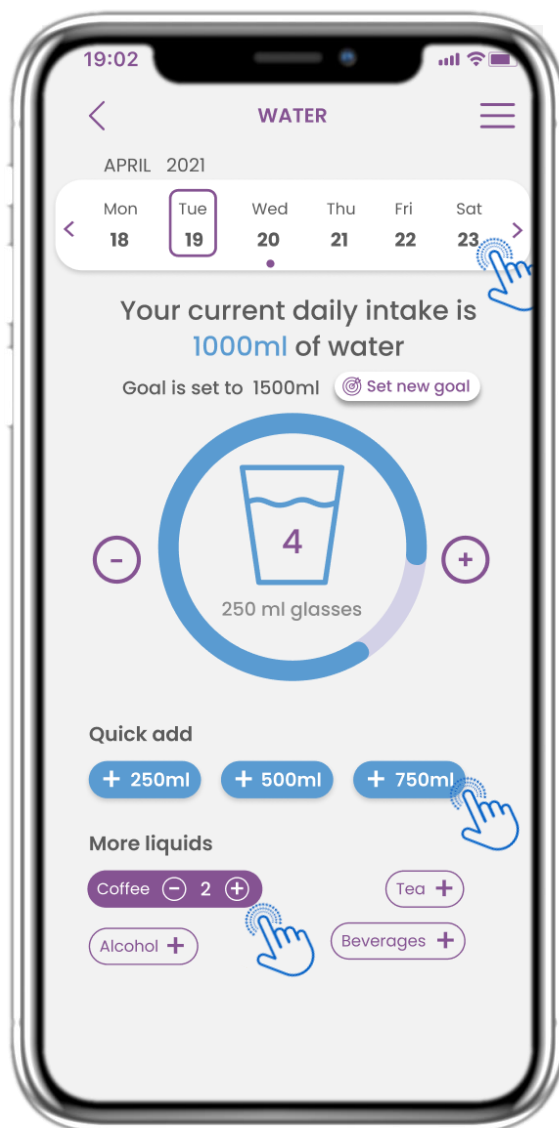 19:02
WATER
APRIL 2021
Mon Tue Wed Thu Fri Sat
18 19 20 21 22 23
Your current daily intake is
1000ml of water
Goal is set to 1500ml Set new goal
4
- +
250 ml glasses
Quick add
+ 250ml + 500ml + 750ml
More liquids
Coffee - 2 + Tea +
Alcohol + Beverages +